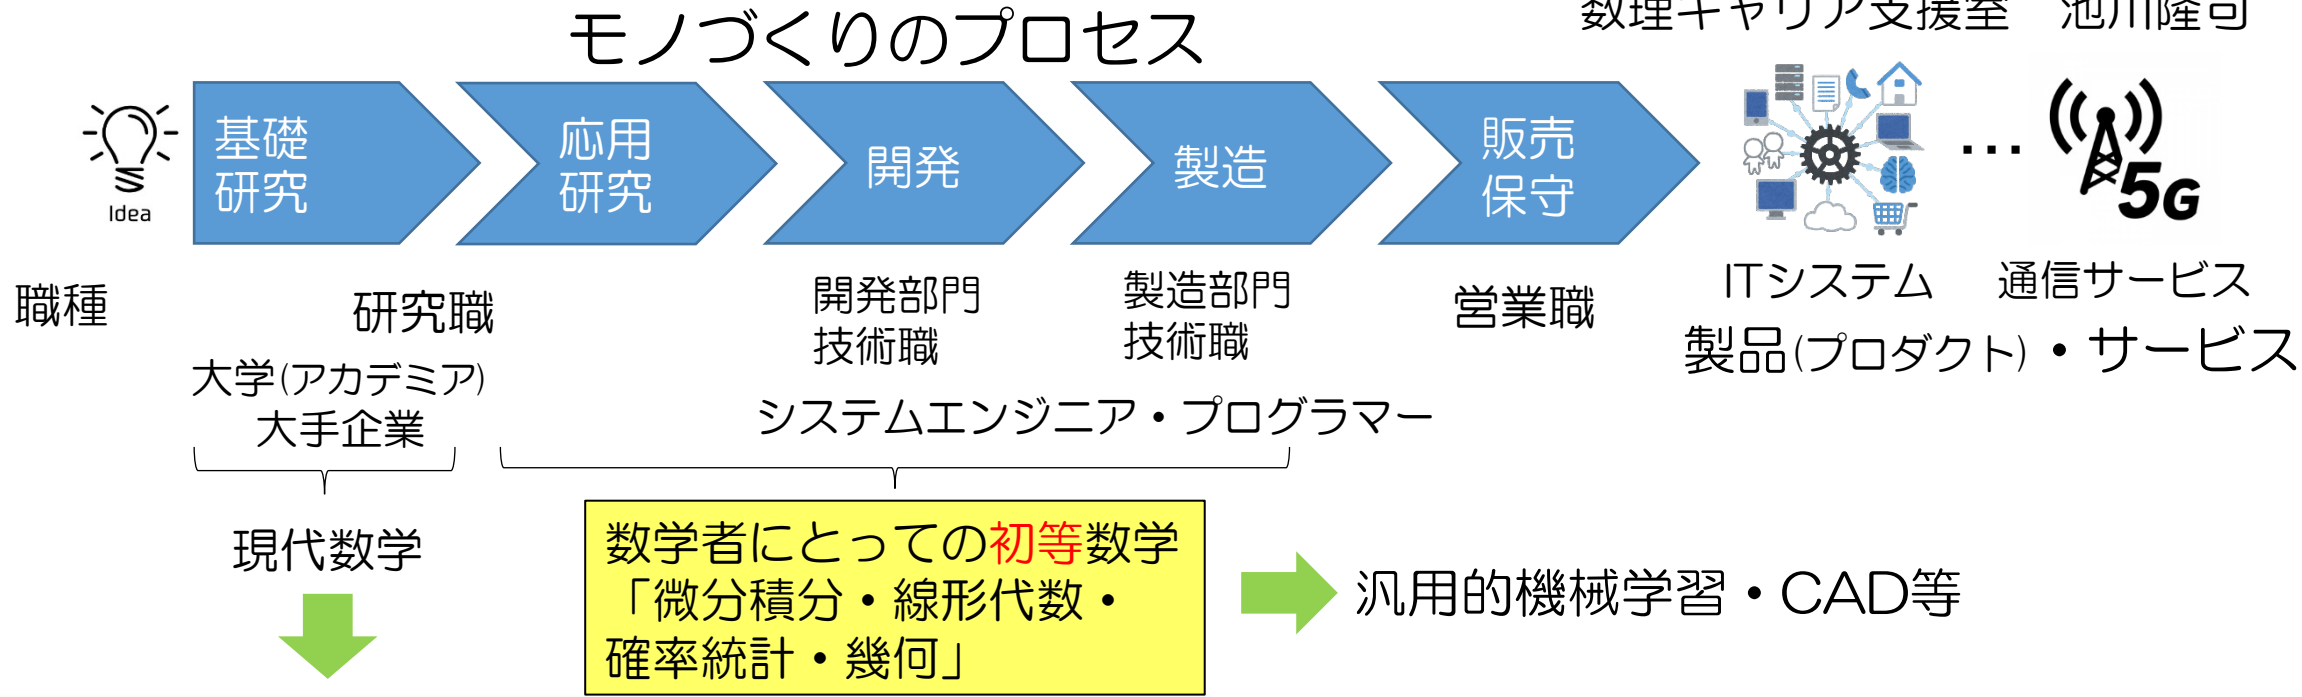 数理キャリア支援室　池川隆司
モノづくりのプロセス
Idea
基礎
研究
応用
研究
開発
製造
販売
保守
…
5G
ITシステム
通信サービス
製品(プロダクト)・サービス
職種
研究職
開発部門
技術職
製造部門
技術職
営業職
大学(アカデミア)
大手企業
システムエンジニア・プログラマー
現代数学
数学者にとっての初等数学
「微分積分・線形代数・
確率統計・幾何」
汎用的機械学習・CAD等